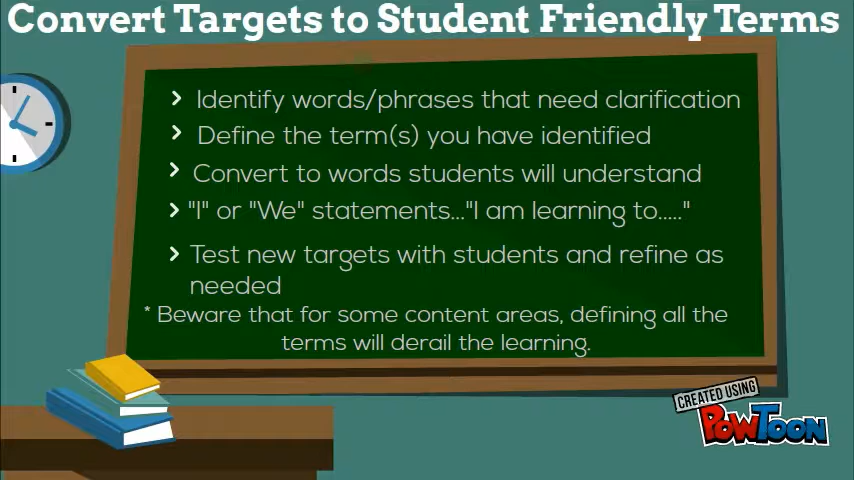 Convert Targets to Student Friendly Terms
Identify words/phrases that need clarification
Define the term(s) you have identified
Convert to words students will understand
"I" or "We" statements..."I am learning to....."
Test new targets with students and refine as
needed
* Beware that for some content areas, defining all the
terms will derail the learning.
CREATED USING
POWTOON